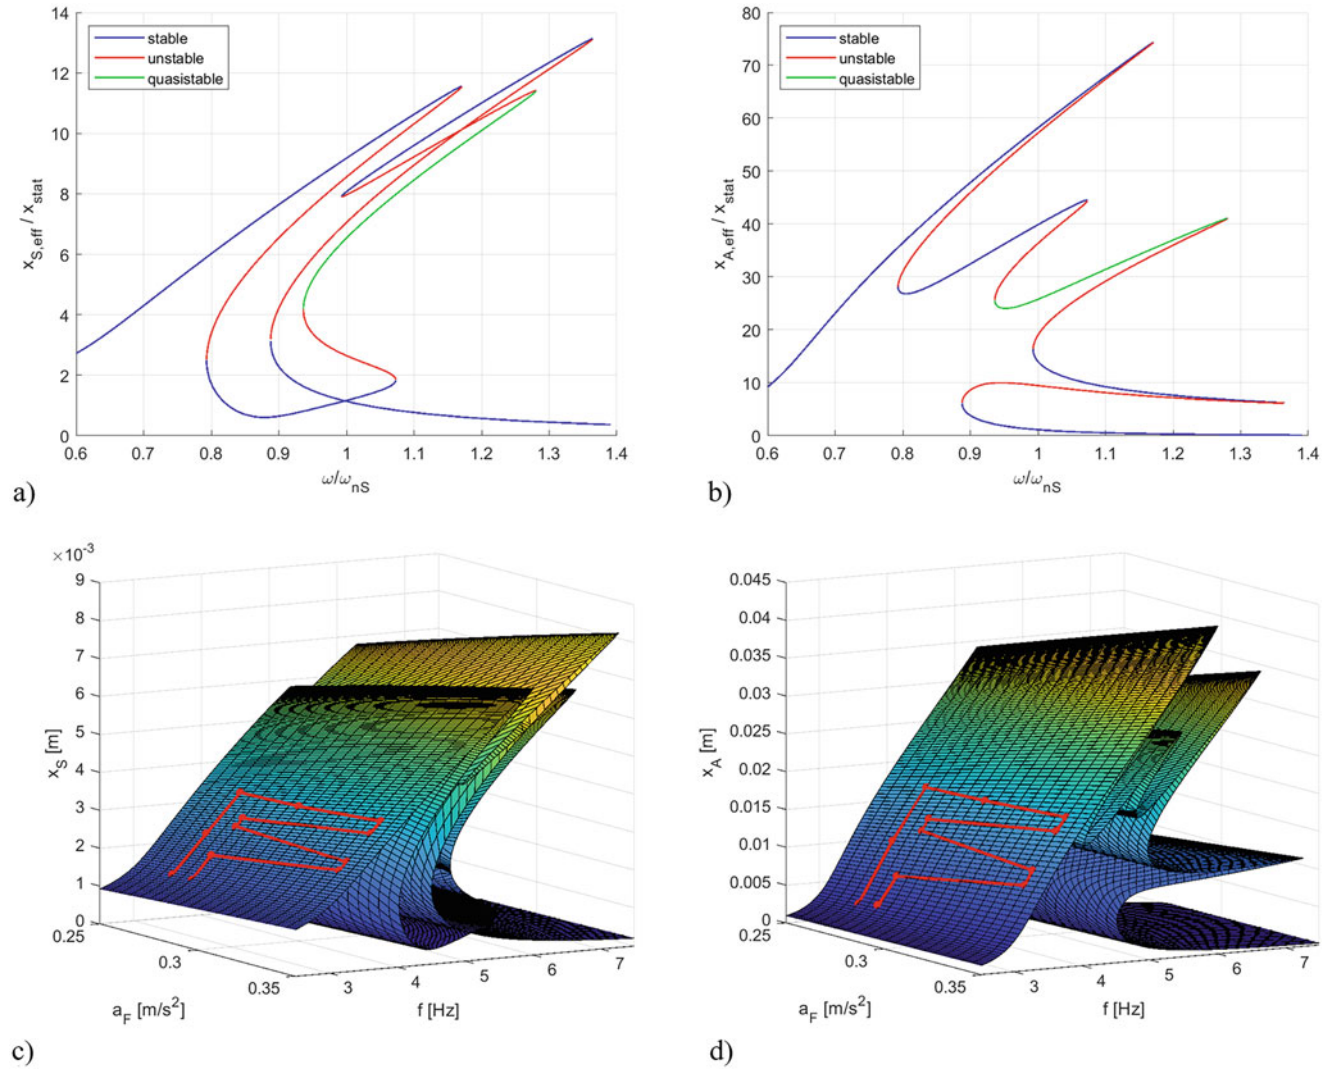 14
12
10
8
6
4
2
0
0.6 0.7 0.8 0.9 1 1.1 1.2 1.3 1.4
x_S,eff / x_stat
ω/ω_nS
stable
unstable
quasistable
a)
80
70
60
50
40
30
20
10
0
0.6 0.7 0.8 0.9 1 1.1 1.2 1.3 1.4
x_A,eff / x_stat
ω/ω_nS
stable
unstable
quasistable
b)
×10^-3
9
8
7
6
5
4
3
2
1
0
x_S [m]
0.25
0.3
0.35
a_F [m/s^2]
3 4 5 6 7
f [Hz]
c)
0.045
0.04
0.035
0.03
0.025
0.02
0.015
0.01
0.005
0
x_A [m]
0.25
0.3
0.35
a_F [m/s^2]
3 4 5 6 7
f [Hz]
d)